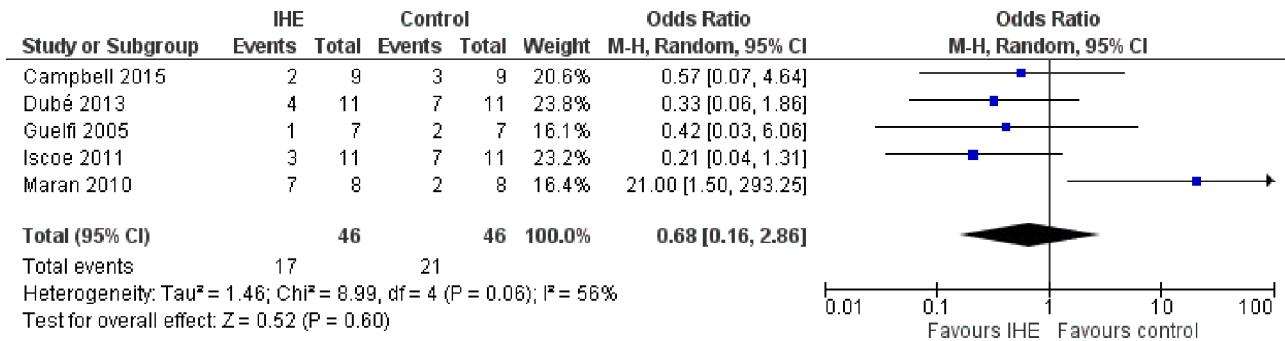 IHE Control Odds Ratio Odds Ratio
Study or Subgroup Events Total Events Total Weight M-H, Random, 95% CI M-H, Random, 95% CI
Campbell 2015 2 9 3 9 20.6% 0.57 [0.07, 4.64]
Dubé 2013 4 11 7 11 23.8% 0.33 [0.06, 1.86]
Guelfi 2005 1 7 2 7 16.1% 0.42 [0.03, 6.06]
Iscoe 2011 3 11 7 11 23.2% 0.21 [0.04, 1.31]
Maran 2010 7 8 2 8 16.4% 21.00 [1.50, 293.25]
Total (95% CI) 46 46 100.0% 0.68 [0.16, 2.86]
Total events 17 21
Heterogeneity: Tau² = 1.46; Chi² = 8.99, df = 4 (P = 0.06); I² = 56%
Test for overall effect: Z = 0.52 (P = 0.60)
0.01 0.1 1 10 100
Favours IHE Favours control